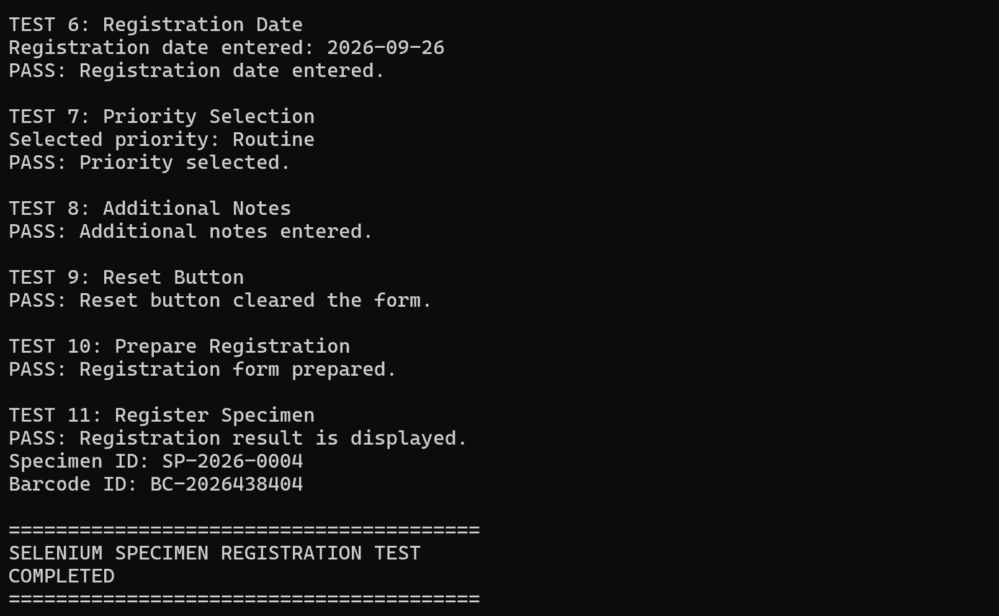 TEST 6: Registration Date
Registration date entered: 2026-09-26
PASS: Registration date entered.
TEST 7: Priority Selection
Selected priority: Routine
PASS: Priority selected.
TEST 8: Additional Notes
PASS: Additional notes entered.
TEST 9: Reset Button
PASS: Reset button cleared the form.
TEST 10: Prepare Registration
PASS: Registration form prepared.
TEST 11: Register Specimen
PASS: Registration result is displayed.
Specimen ID: SP-2026-0004
Barcode ID: BC-2026438404
========================================
SELENIUM SPECIMEN REGISTRATION TEST
COMPLETED
========================================